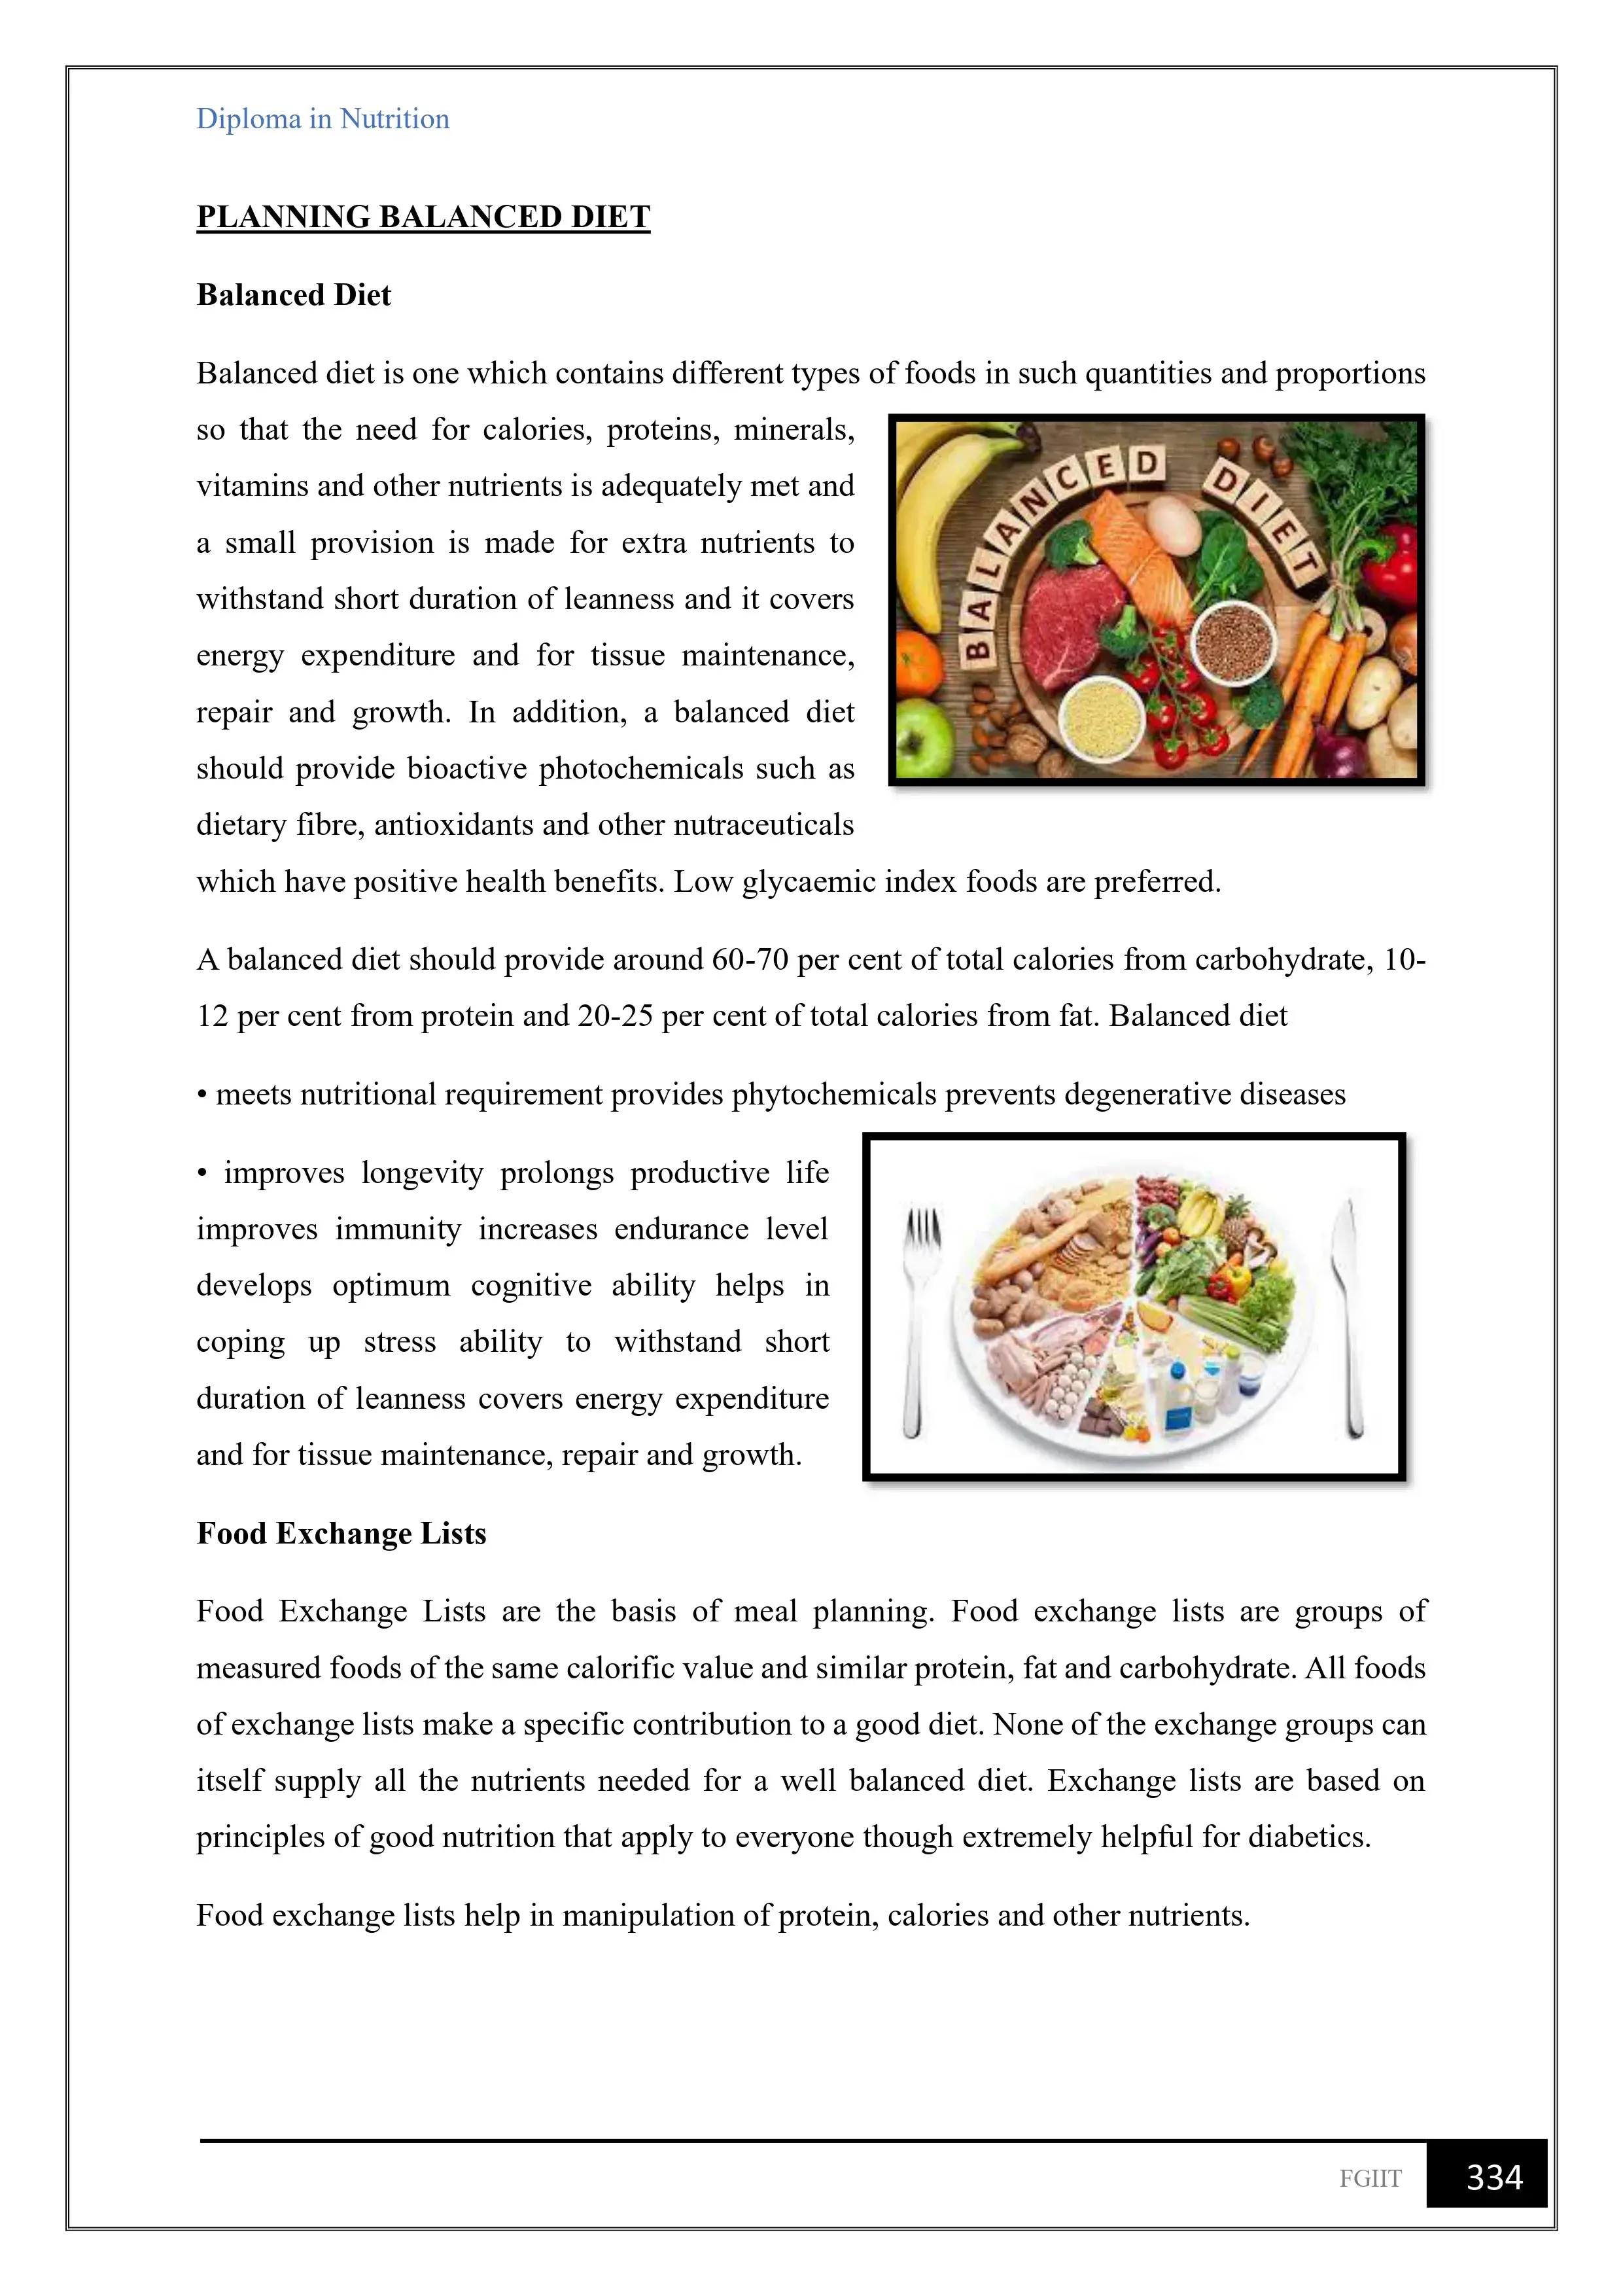 Diploma in Nutrition
PLANNING BALANCED DIET
Balanced Diet
Balanced diet is one which contains different types of foods in such quantities and proportions
so that the need for calories, proteins, minerals,
vitamins and other nutrients is adequately met and
a small provision is made for extra nutrients to
withstand short duration of leanness and it covers
energy expenditure and for tissue maintenance,
repair and growth. In addition, a balanced diet
should provide bioactive photochemicals such as
dietary fibre, antioxidants and other nutraceuticals
BALANCED DIET
which have positive health benefits. Low glycaemic index foods are preferred.
A balanced diet should provide around 60-70 per cent of total calories from carbohydrate, 10-
12 per cent from protein and 20-25 per cent of total calories from fat. Balanced diet
• meets nutritional requirement provides phytochemicals prevents degenerative diseases
• improves longevity prolongs productive life
improves immunity increases endurance level
develops optimum cognitive ability helps in
coping up stress ability to withstand short
duration of leanness covers energy expenditure
and for tissue maintenance, repair and growth.
Food Exchange Lists
Food Exchange Lists are the basis of meal planning. Food exchange lists are groups of
measured foods of the same calorific value and similar protein, fat and carbohydrate. All foods
of exchange lists make a specific contribution to a good diet. None of the exchange groups can
itself supply all the nutrients needed for a well balanced diet. Exchange lists are based on
principles of good nutrition that apply to everyone though extremely helpful for diabetics.
Food exchange lists help in manipulation of protein, calories and other nutrients.
FGIIT
334